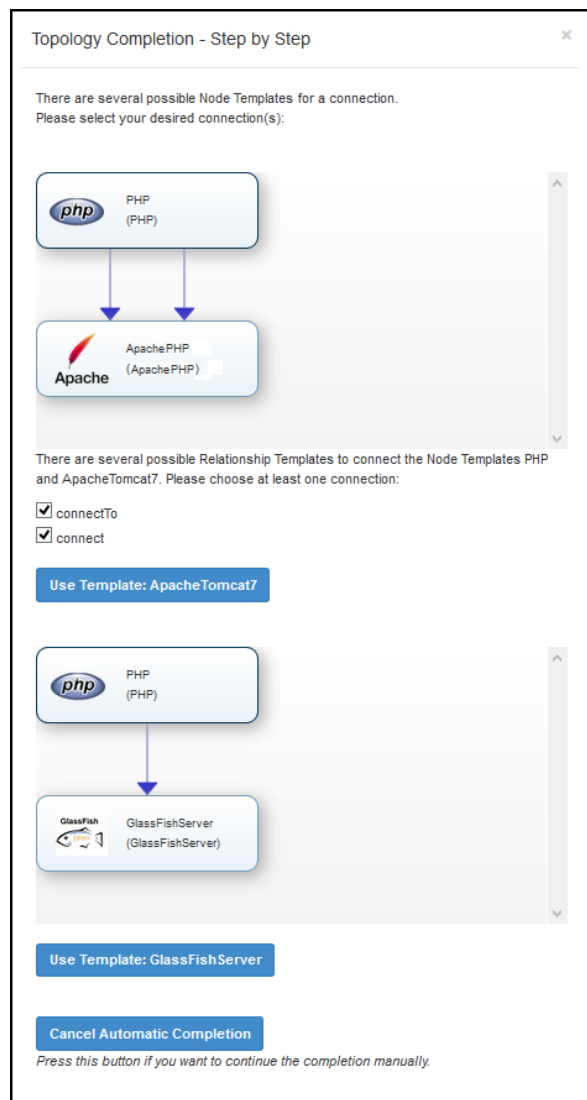 Topology Completion - Step by Step
×
There are several possible Node Templates for a connection.
Please select your desired connection(s):
php
PHP
(PHP)
Apache
ApachePHP
(ApachePHP)
There are several possible Relationship Templates to connect the Node Templates PHP
and ApacheTomcat7. Please choose at least one connection:
connectTo
connect
Use Template: ApacheTomcat7
php
PHP
(PHP)
GlassFish
GlassFishServer
(GlassFishServer)
Use Template: GlassFishServer
Cancel Automatic Completion
Press this button if you want to continue the completion manually.